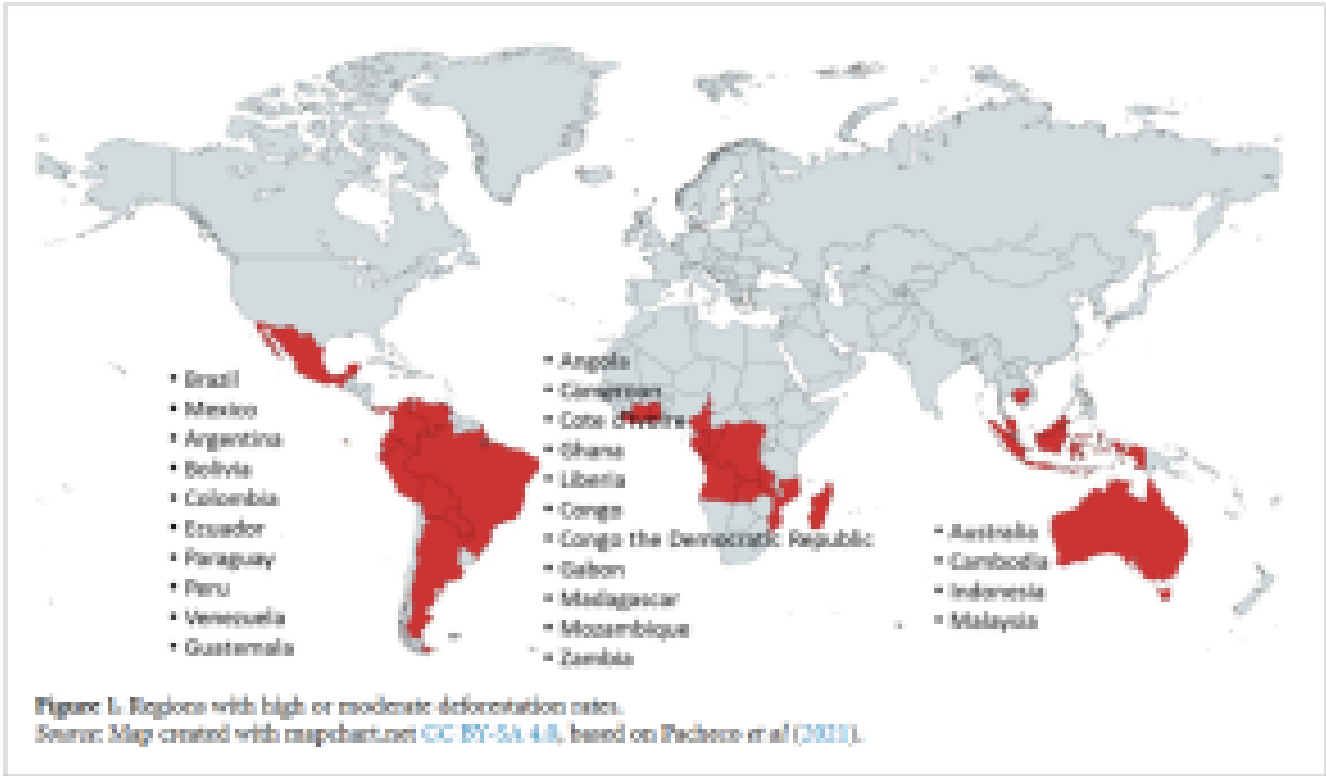 • Brazil
• Mexico
• Argentina
• Bolivia
• Colombia
• Ecuador
• Paraguay
• Peru
• Venezuela
• Guatemala
• Angola
• Cameroon
• Cote d'Ivoire
• Ghana
• Liberia
• Congo
• Congo the Democratic Republic
• Gabon
• Madagascar
• Mozambique
• Zambia
• Australia
• Cambodia
• Indonesia
• Malaysia
Figure 1. Regions with high or moderate deforestation rates.
Source: Map created with mapchart.net CC BY-SA 4.0, based on Pacheco et al (2021).